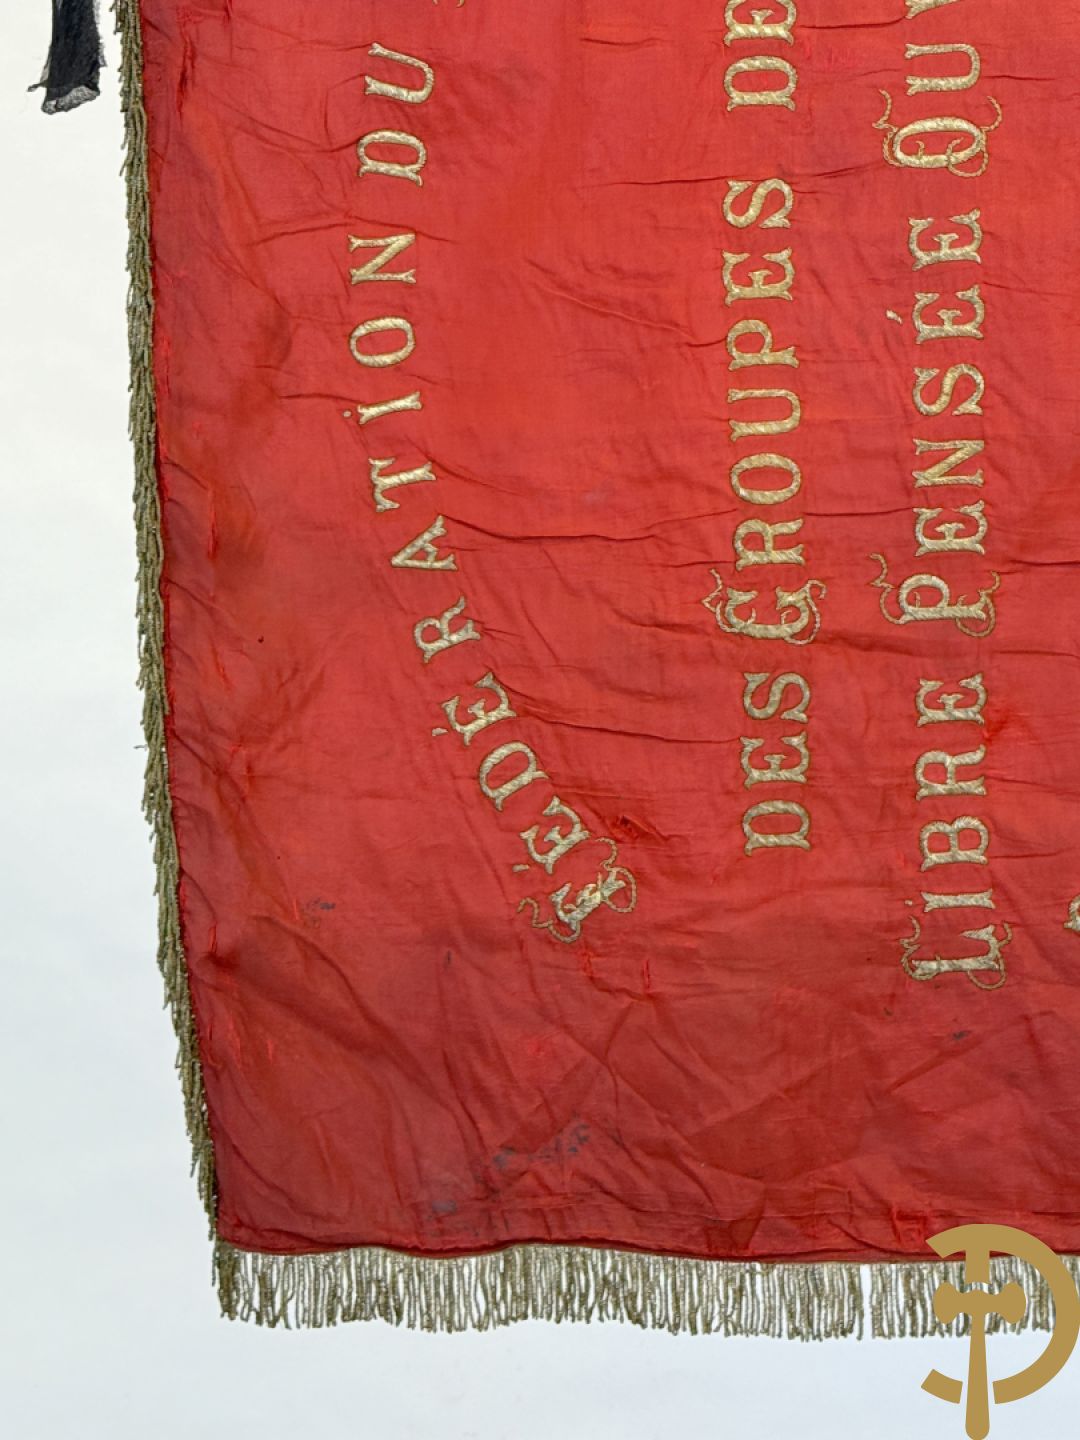 FÉDÉRATION DU
DES GROUPES DE
LIBRE PENSÉE OUV